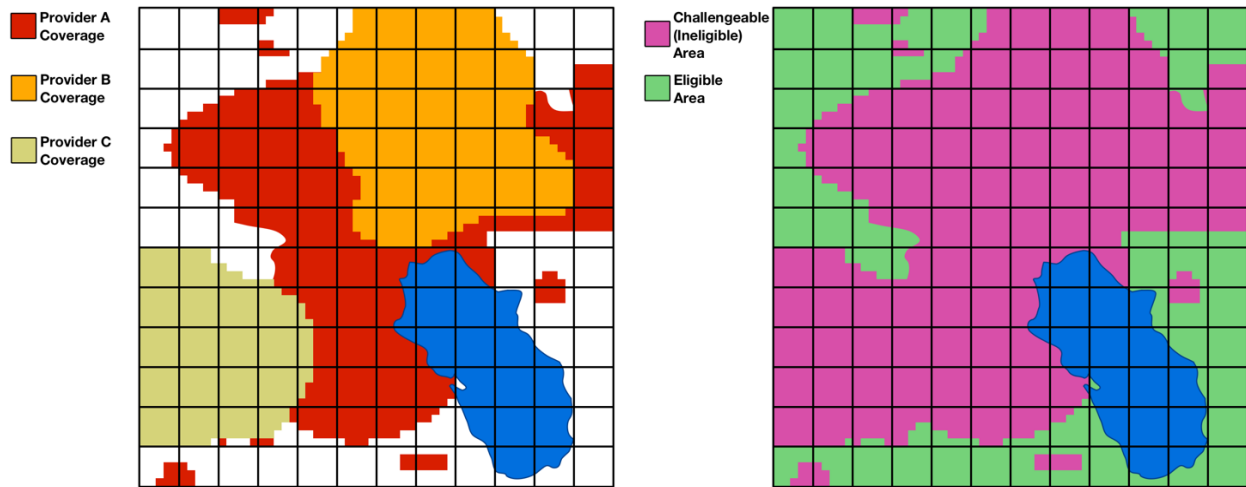 Provider A
Coverage
Provider B
Coverage
Provider C
Coverage
Challengeable
(Ineligible)
Area
Eligible
Area